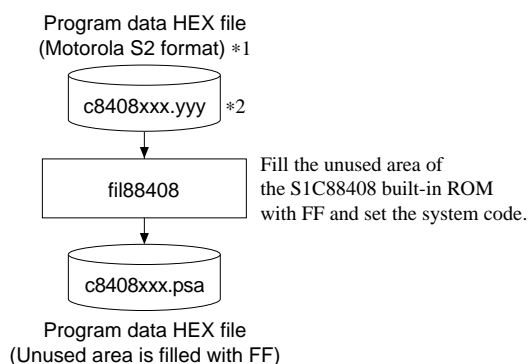 Program data HEX file
(Motorola S2 format) *1
c8408xxx.yyy *2
fil88408
Fill the unused area of
the S1C88408 built-in ROM
with FF and set the system code.
c8408xxx.psa
Program data HEX file
(Unused area is filled with FF)